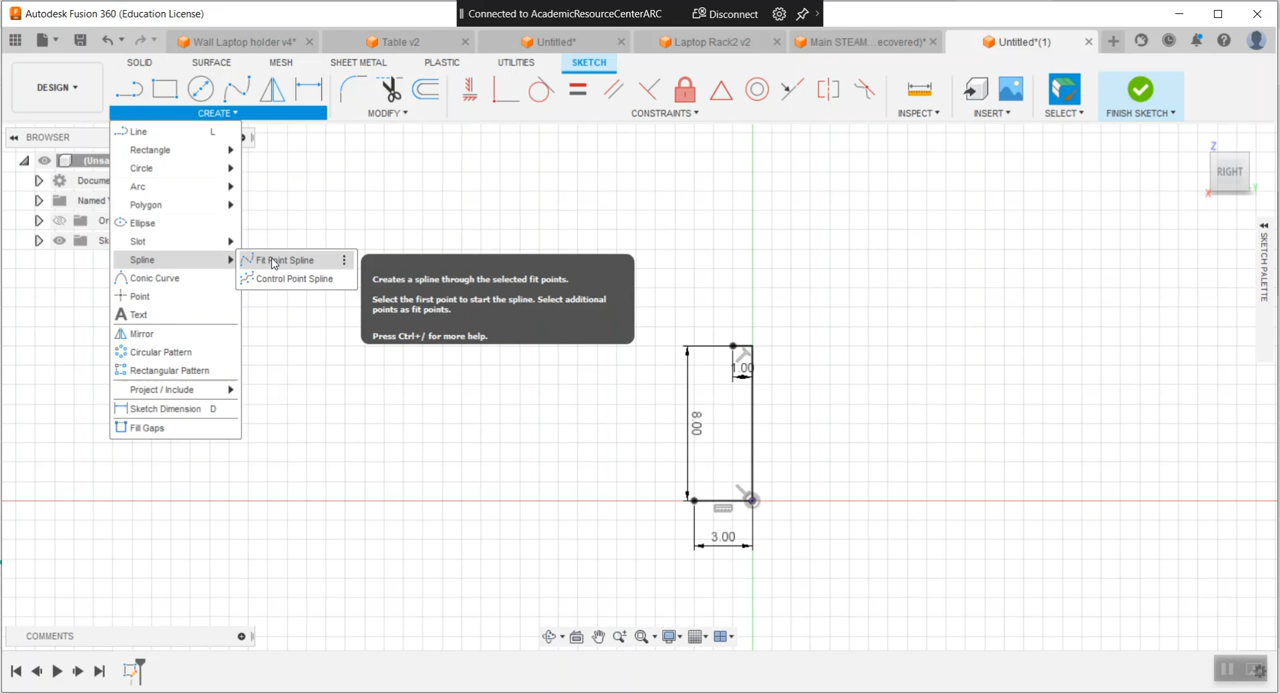 Autodesk Fusion 360 (Education License)
Connected to AcademicResourceCenterARC
Disconnect
Wall Laptop holder v4*
Table v2
Untitled*
Laptop Rack2 v2
Main STEAM ...ecovered)*
Untitled*(1)
SOLID
SURFACE
MESH
SHEET METAL
PLASTIC
UTILITIES
SKETCH
DESIGN
CREATE
MODIFY
CONSTRAINTS
INSPECT
INSERT
SELECT
FINISH SKETCH
BROWSER
(Unsa
Docume
Named
Or
Sk
Line L
Rectangle
Circle
Arc
Polygon
Ellipse
Slot
Spline
Conic Curve
Point
Text
Mirror
Circular Pattern
Rectangular Pattern
Project / Include
Sketch Dimension D
Fill Gaps
Fit Point Spline
Control Point Spline
Creates a spline through the selected fit points.
Select the first point to start the spline. Select additional
points as fit points.
Press Ctrl+/ for more help.
Z
RIGHT
X
Y
SKETCH PALETTE
1.00
8.00
3.00
COMMENTS